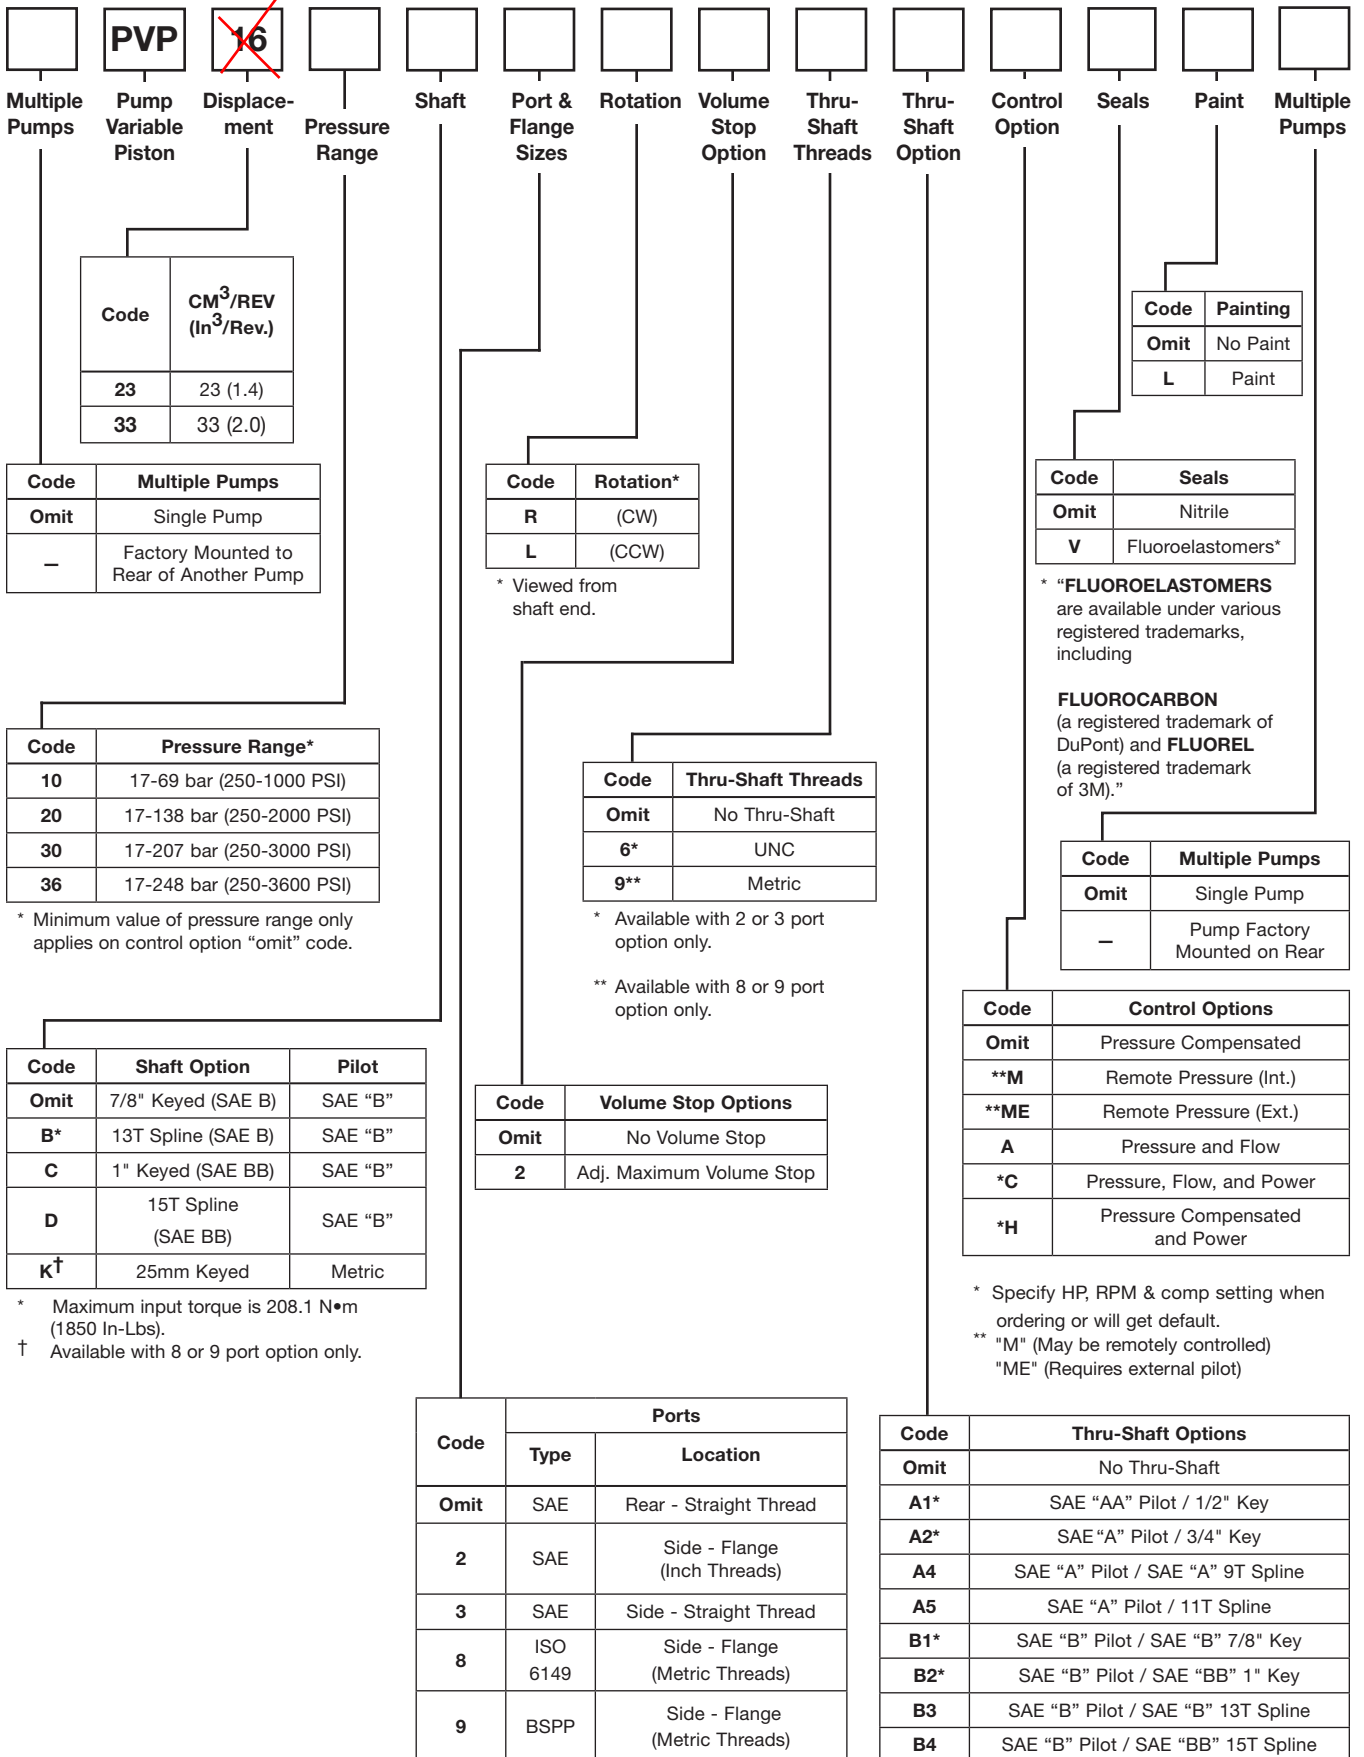 PVP
16
Multiple Pumps
Pump Variable Piston
Displace-ment
Pressure Range
Shaft
Port & Flange Sizes
Rotation
Volume Stop Option
Thru-Shaft Threads
Thru-Shaft Option
Control Option
Seals
Paint
Multiple Pumps
Code CM3/REV (In3/Rev.)
23 23 (1.4)
33 33 (2.0)
Code Painting
Omit No Paint
L Paint
Code Multiple Pumps
Omit Single Pump
— Factory Mounted to
Rear of Another Pump
Code Rotation*
R (CW)
L (CCW)
* Viewed from
shaft end.
Code Seals
Omit Nitrile
V Fluoroelastomers*
* “FLUOROELASTOMERS
are available under various
registered trademarks,
including
FLUOROCARBON
(a registered trademark of
DuPont) and FLUOREL
(a registered trademark
of 3M).”
Code Pressure Range*
10 17-69 bar (250-1000 PSI)
20 17-138 bar (250-2000 PSI)
30 17-207 bar (250-3000 PSI)
36 17-248 bar (250-3600 PSI)
* Minimum value of pressure range only
applies on control option “omit” code.
Code Thru-Shaft Threads
Omit No Thru-Shaft
6* UNC
9** Metric
* Available with 2 or 3 port
option only.
** Available with 8 or 9 port
option only.
Code Multiple Pumps
Omit Single Pump
— Pump Factory
Mounted on Rear
Code Shaft Option Pilot
Omit 7/8" Keyed (SAE B) SAE “B”
B* 13T Spline (SAE B) SAE “B”
C 1" Keyed (SAE BB) SAE “B”
D 15T Spline (SAE BB) SAE “B”
K† 25mm Keyed Metric
* Maximum input torque is 208.1 N•m
(1850 In-Lbs).
† Available with 8 or 9 port option only.
Code Volume Stop Options
Omit No Volume Stop
2 Adj. Maximum Volume Stop
Code Control Options
Omit Pressure Compensated
**M Remote Pressure (Int.)
**ME Remote Pressure (Ext.)
A Pressure and Flow
*C Pressure, Flow, and Power
*H Pressure Compensated
and Power
* Specify HP, RPM & comp setting when
ordering or will get default.
** "M" (May be remotely controlled)
"ME" (Requires external pilot)
Code Ports
Type Location
Omit SAE Rear - Straight Thread
2 SAE Side - Flange
(Inch Threads)
3 SAE Side - Straight Thread
8 ISO 6149 Side - Flange
(Metric Threads)
9 BSPP Side - Flange
(Metric Threads)
Code Thru-Shaft Options
Omit No Thru-Shaft
A1* SAE “AA” Pilot / 1/2" Key
A2* SAE “A” Pilot / 3/4" Key
A4 SAE “A” Pilot / SAE “A” 9T Spline
A5 SAE “A” Pilot / 11T Spline
B1* SAE “B” Pilot / SAE “B” 7/8" Key
B2* SAE “B” Pilot / SAE “BB” 1" Key
B3 SAE “B” Pilot / SAE “B” 13T Spline
B4 SAE “B” Pilot / SAE “BB” 15T Spline